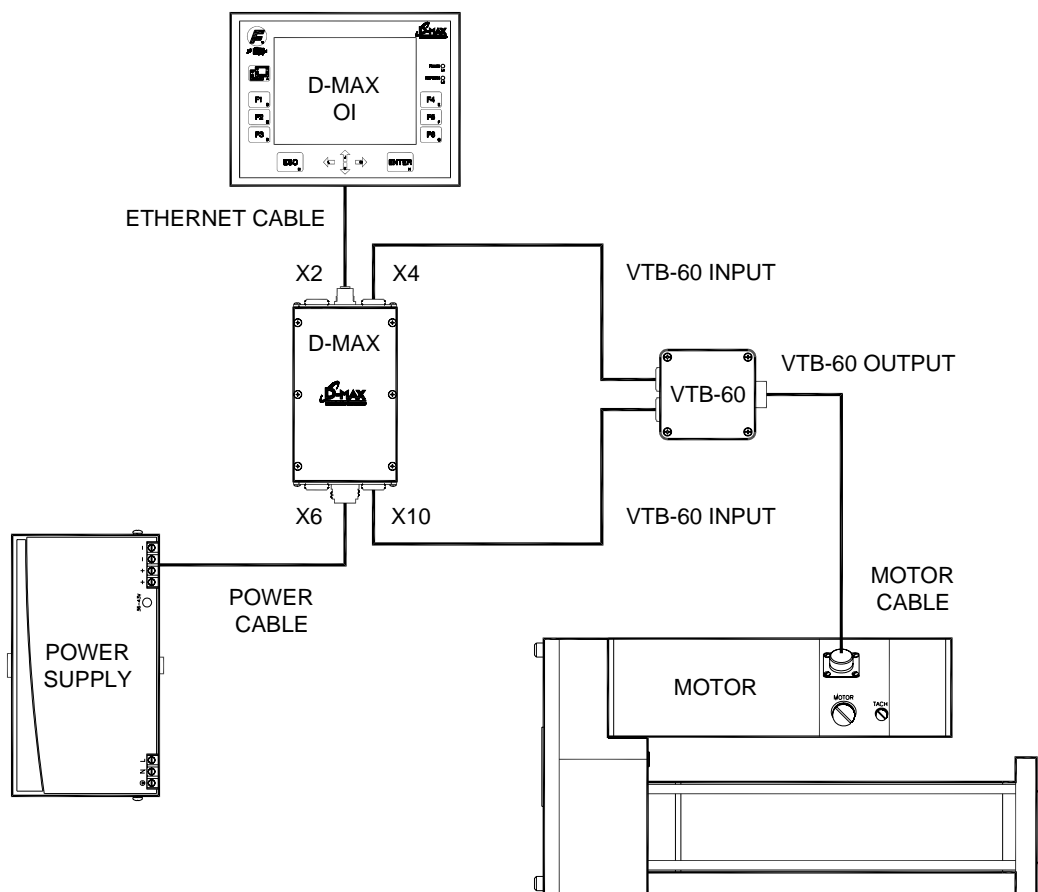 D-MAX
OI
F1
F2
F3
F4
F5
F6
ESC
ENTER
ETHERNET CABLE
X2
X4
VTB-60 INPUT
D-MAX
D-MAX
VTB-60 OUTPUT
VTB-60
X6
X10
VTB-60 INPUT
POWER
CABLE
MOTOR
CABLE
POWER
SUPPLY
- - + +
L
N
MOTOR
MOTOR
TACH